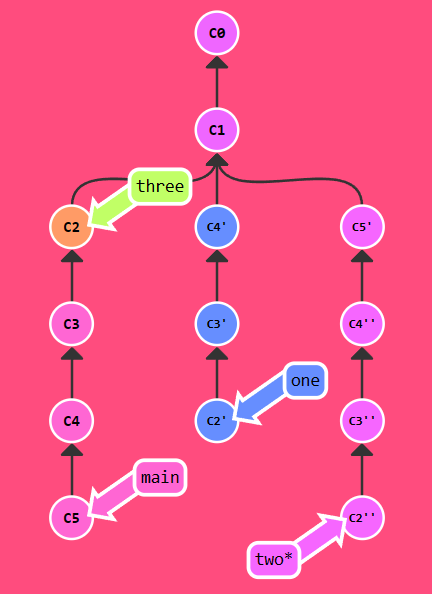 C0
C1
three
C2
C4'
C5'
C3
C3'
C4''
one
C4
C2'
C3''
main
C5
C2''
two*